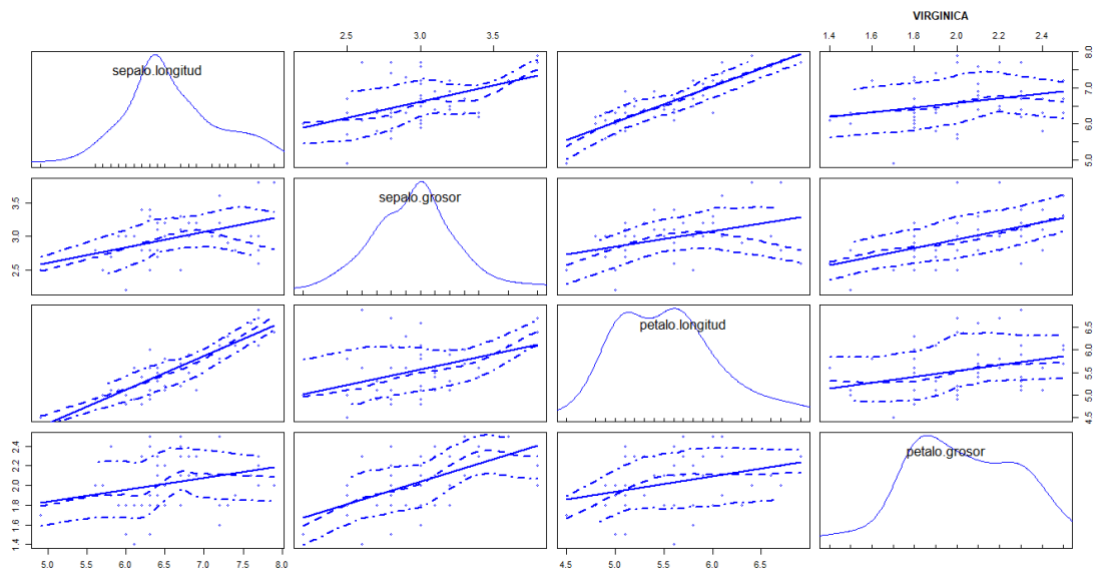 VIRGINICA
2.5 3.0 3.5
1.4 1.6 1.8 2.0 2.2 2.4
sepalo.longitud
5.0 6.0 7.0 8.0
sepalo.grosor
2.5 3.0 3.5
petalo.longitud
4.5 5.0 5.5 6.0 6.5
petalo.grosor
1.4 1.6 1.8 2.0 2.2 2.4
5.0 5.5 6.0 6.5 7.0 7.5 8.0
4.5 5.0 5.5 6.0 6.5